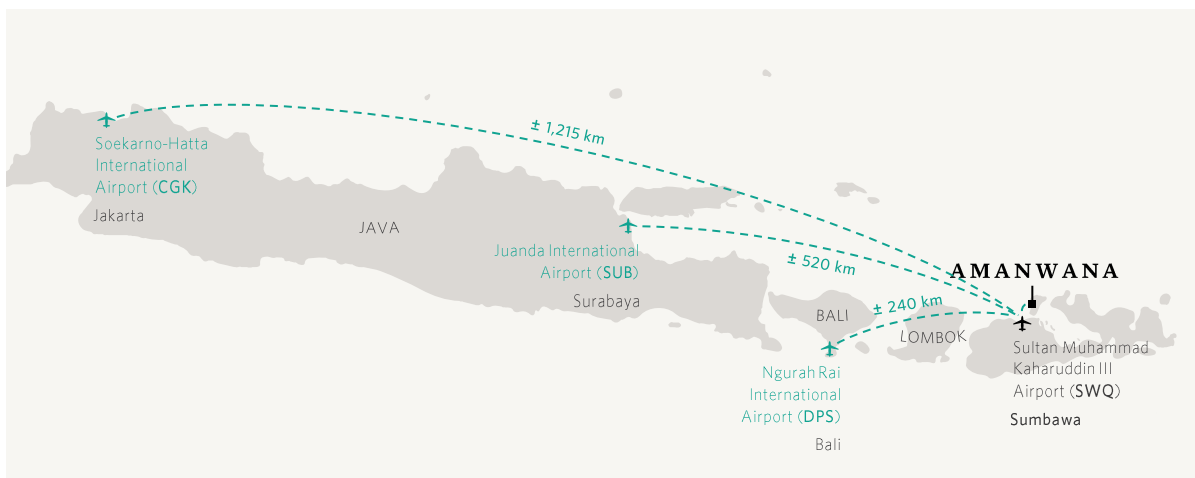 ± 1,215 km
Soekarno-Hatta
International
Airport (CGK)
Jakarta
JAVA
Juanda International
Airport (SUB)
Surabaya
± 520 km
AMANWANA
± 240 km
BALI
LOMBOK
Sultan Muhammad
Kaharuddin III
Airport (SWQ)
Sumbawa
Ngurah Rai
International
Airport (DPS)
Bali